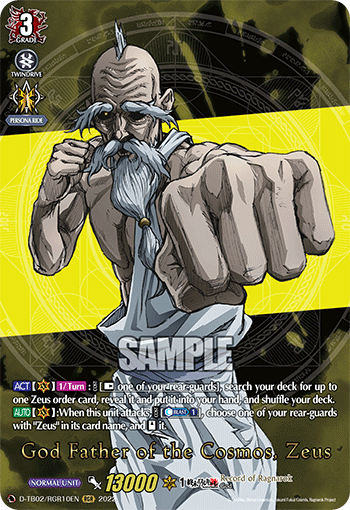 3
GRADE
TWINDRIVE
PERSONA RIDE
SAMPLE
ACT [ ] 1/Turn : [ one of your rear-guards], search your deck for up to
one Zeus order card, reveal it and put it into your hand, and shuffle your deck.
AUTO [ ]:When this unit attacks, [ BLAST 1 ], choose one of your rear-guards
with "Zeus" in its card name, and it.
God Father of the Cosmos, Zeus
NORMAL UNIT
13000
1
Record of Ragnarok
D-TB02/RGR10EN RGR 2022